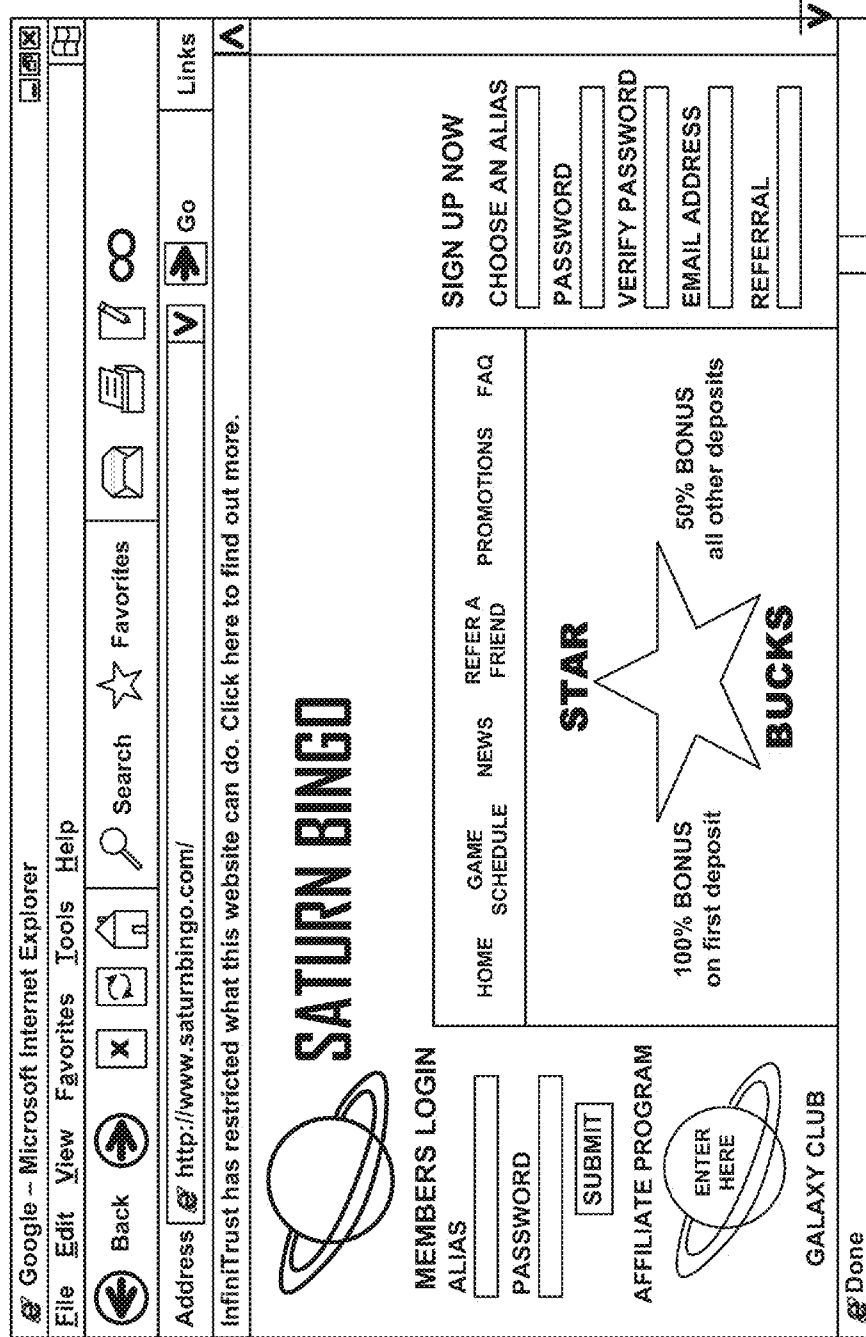 Google – Microsoft Internet Explorer
File Edit View Favorites Tools Help
Back Search Favorites
Address http://www.saturnbingo.com/ Go Links
InfiniTrust has restricted what this website can do. Click here to find out more.
SATURN BINGO
MEMBERS LOGIN
ALIAS
PASSWORD
SUBMIT
AFFILIATE PROGRAM
ENTER
HERE
GALAXY CLUB
HOME GAME SCHEDULE NEWS REFER A FRIEND PROMOTIONS FAQ
STAR
100% BONUS
on first deposit
50% BONUS
all other deposits
BUCKS
SIGN UP NOW
CHOOSE AN ALIAS
PASSWORD
VERIFY PASSWORD
EMAIL ADDRESS
REFERRAL
Done